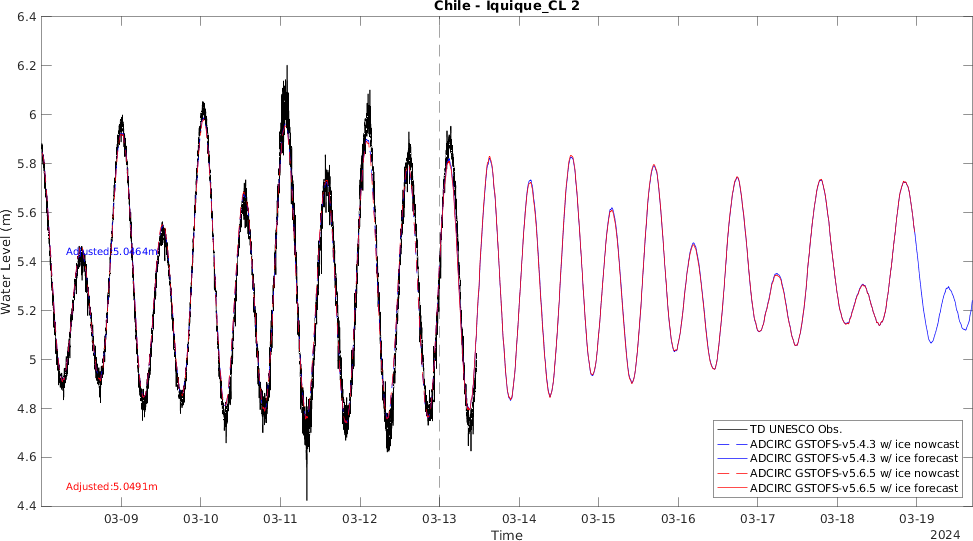 Chile - Iquique_CL 2
6.4
6.2
6
5.8
5.6
5.4
5.2
5
4.8
4.6
4.4
Water Level (m)
Adjusted:5.0464m
Adjusted:5.0491m
TD UNESCO Obs.
ADCIRC GSTOFS-v5.4.3 w/ ice nowcast
ADCIRC GSTOFS-v5.4.3 w/ ice forecast
ADCIRC GSTOFS-v5.6.5 w/ ice nowcast
ADCIRC GSTOFS-v5.6.5 w/ ice forecast
03-09 03-10 03-11 03-12 03-13 03-14 03-15 03-16 03-17 03-18 03-19
Time
2024